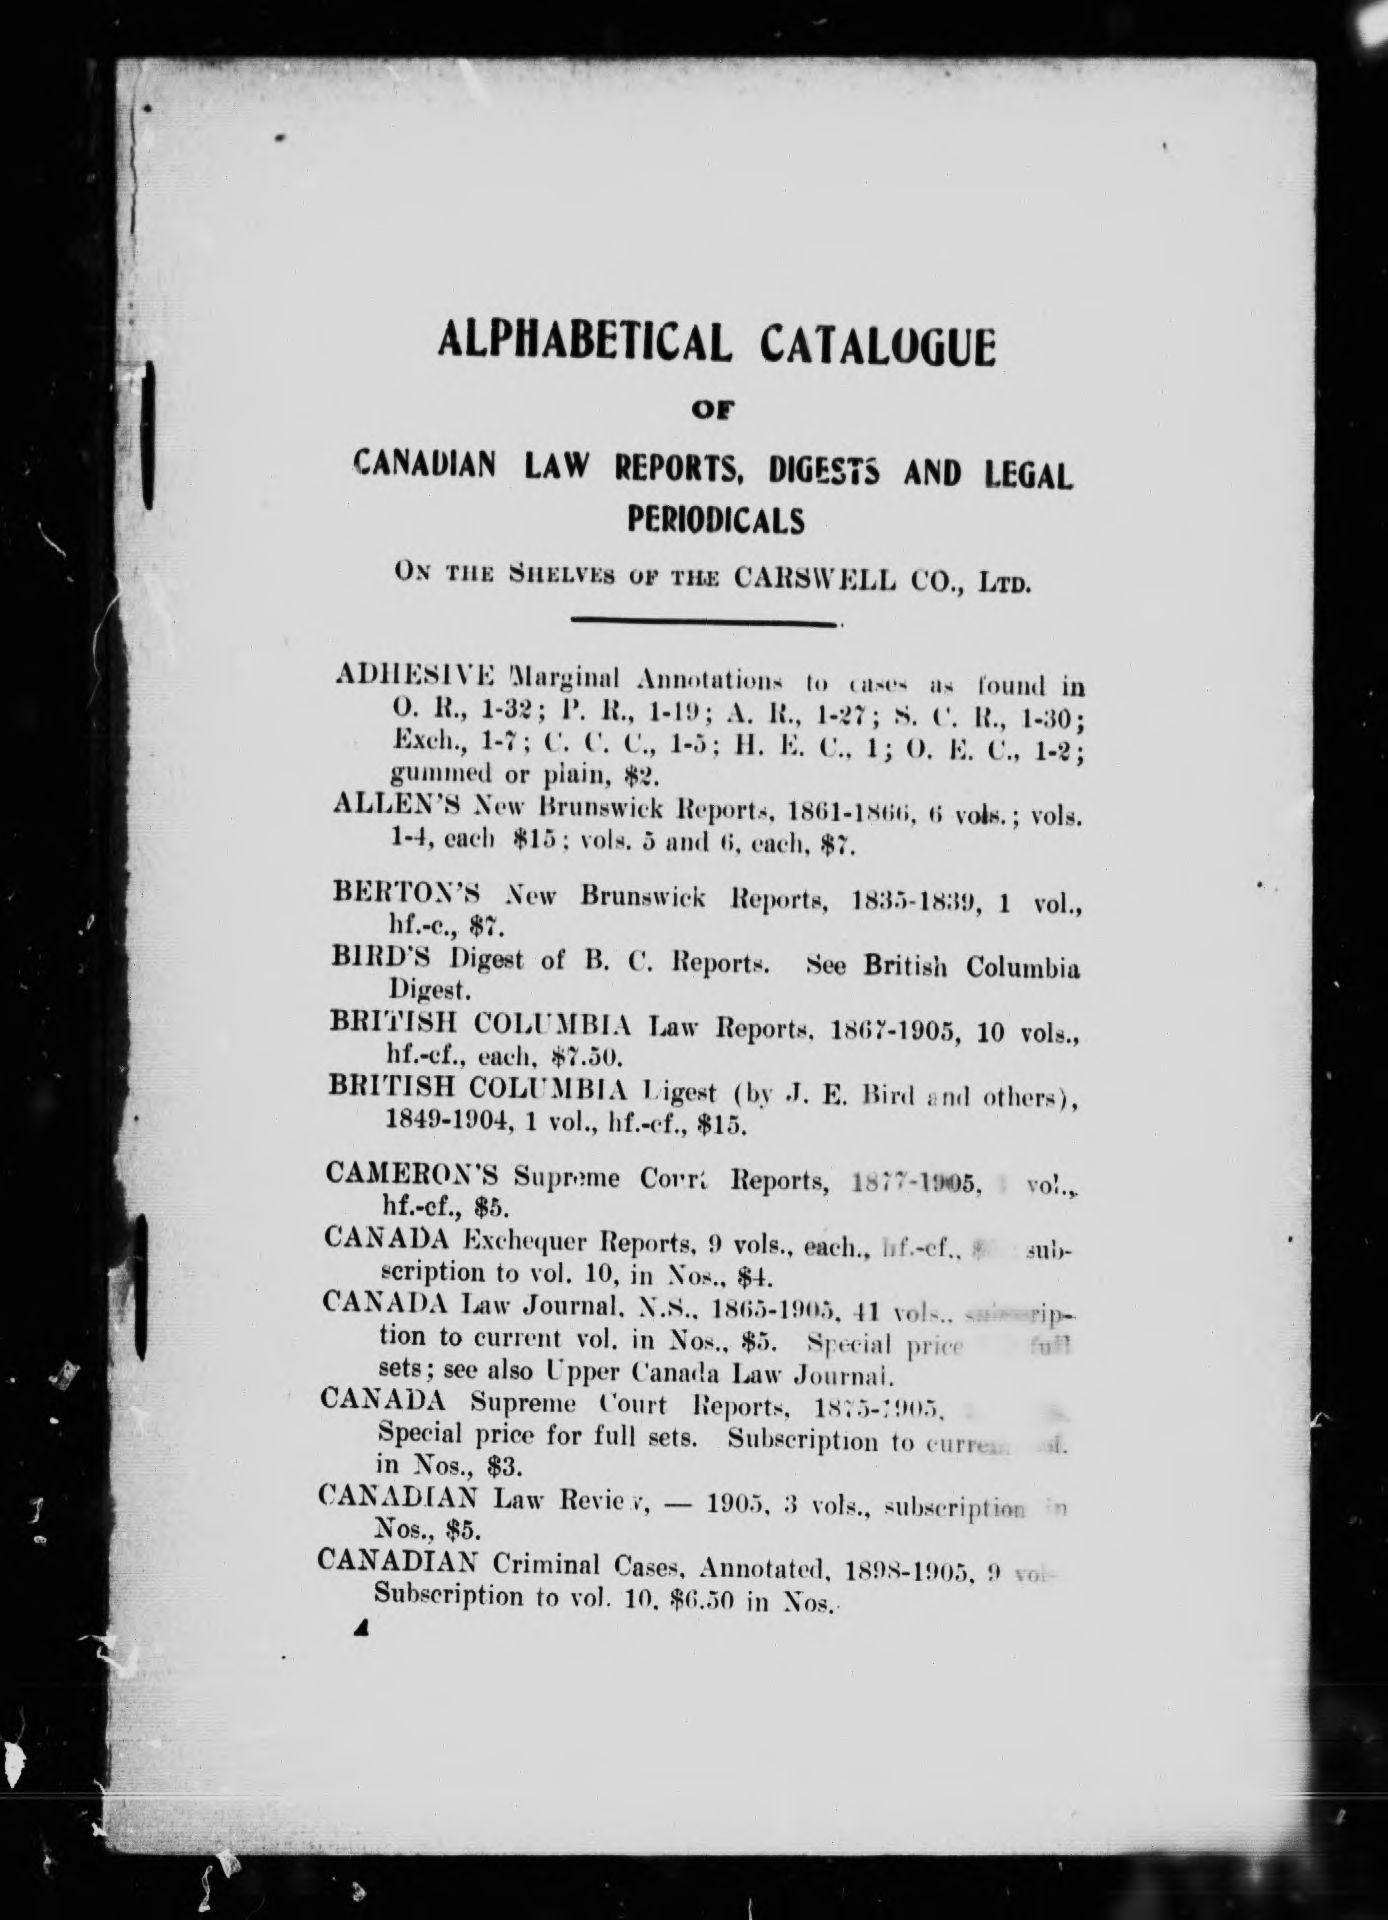 ALPHABETICAL CATALOGUE
OF
CANADIAN LAW REPORTS, DIGESTS AND LEGAL
PERIODICALS
ON THE SHELVES OF THE CARSWELL CO., LTD.
ADHESIVE Marginal Annotations to cases as found in
O. R., 1-32; P. R., 1-19; A. R., 1-27; S. C. R., 1-30;
Exch., 1-7; C. C. C., 1-5; H. E. C., 1; O. E. C., 1-2;
gummed or plain, $2.
ALLEN'S New Brunswick Reports, 1861-1866, 6 vols.; vols.
1-4, each $15; vols. 5 and 6, each, $7.
BERTON'S New Brunswick Reports, 1835-1839, 1 vol.,
hf.-c., $7.
BIRD'S Digest of B. C. Reports. See British Columbia
Digest.
BRITISH COLUMBIA Law Reports, 1867-1905, 10 vols.,
hf.-cf., each, $7.50.
BRITISH COLUMBIA Digest (by J. E. Bird and others),
1849-1904, 1 vol., hf.-cf., $15.
CAMERON'S Supreme Court Reports, 1877-1905, vol.,
hf.-cf., $5.
CANADA Exchequer Reports, 9 vols., each., hf.-cf., sub-
scription to vol. 10, in Nos., $4.
CANADA Law Journal, N.S., 1865-1905, 41 vols., subscrip-
tion to current vol. in Nos., $5. Special price full
sets; see also Upper Canada Law Journal.
CANADA Supreme Court Reports, 1875-1905,
Special price for full sets. Subscription to current
in Nos., $3.
CANADIAN Law Review, — 1905, 3 vols., subscription in
Nos., $5.
CANADIAN Criminal Cases, Annotated, 1898-1905, 9 vol
Subscription to vol. 10, $6.50 in Nos.
A